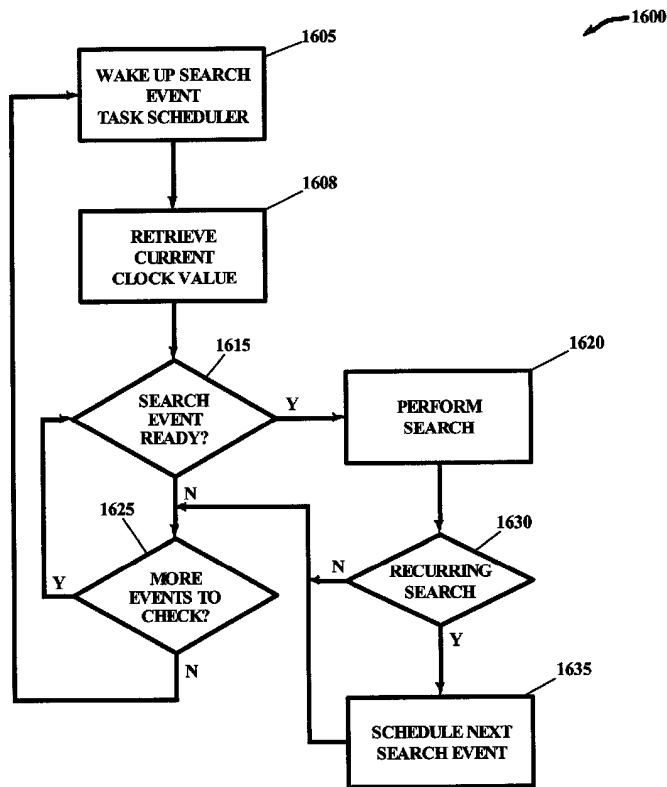 1600
1605
WAKE UP SEARCH
EVENT
TASK SCHEDULER
1608
RETRIEVE
CURRENT
CLOCK VALUE
1615
SEARCH
EVENT
READY?
Y
N
1620
PERFORM
SEARCH
1625
MORE
EVENTS TO
CHECK?
Y
N
1630
RECURRING
SEARCH
N
Y
1635
SCHEDULE NEXT
SEARCH EVENT